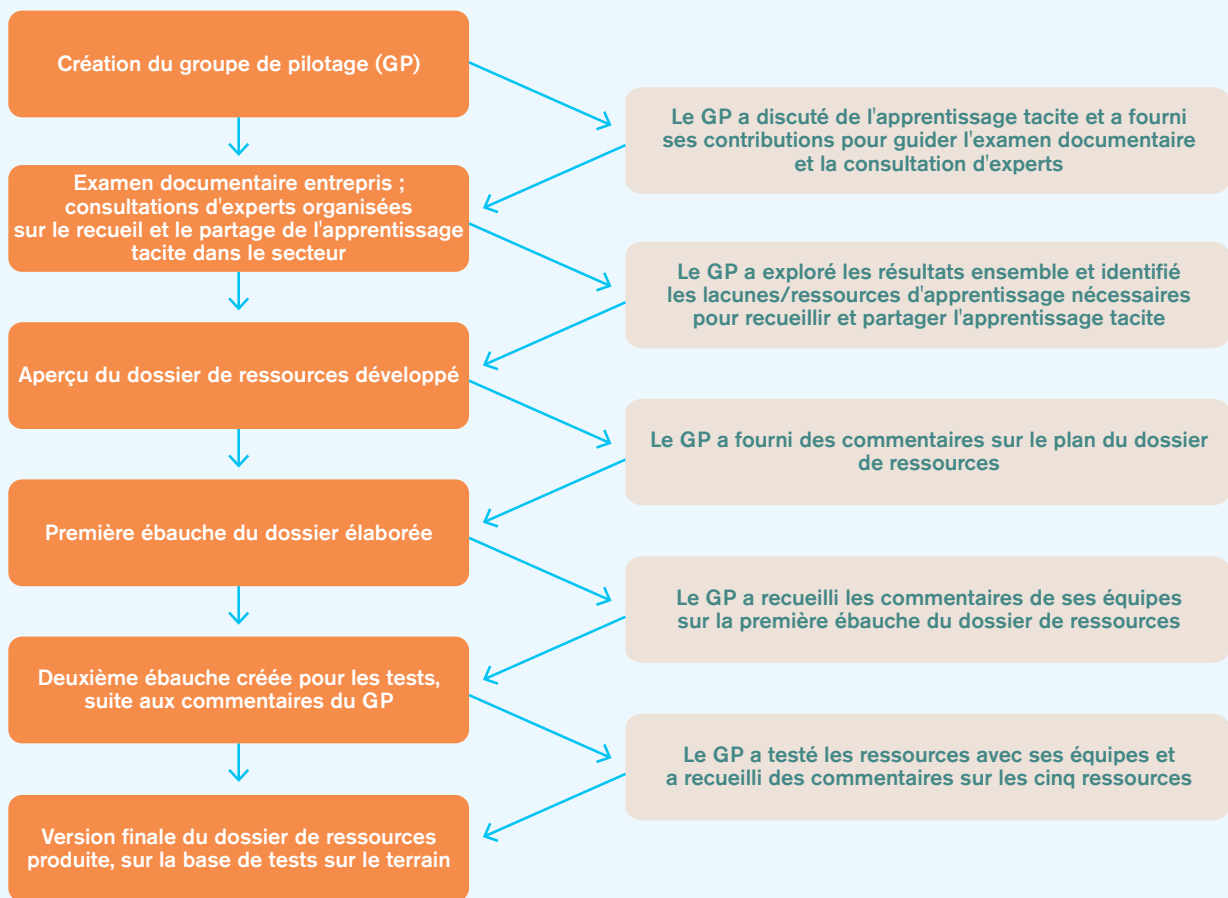 Création du groupe de pilotage (GP)
Le GP a discuté de l'apprentissage tacite et a fourni
ses contributions pour guider l'examen documentaire
et la consultation d'experts
Examen documentaire entrepris ;
consultations d'experts organisées
sur le recueil et le partage de l'apprentissage
tacite dans le secteur
Le GP a exploré les résultats ensemble et identifié
les lacunes/ressources d'apprentissage nécessaires
pour recueillir et partager l'apprentissage tacite
Aperçu du dossier de ressources développé
Le GP a fourni des commentaires sur le plan du dossier
de ressources
Première ébauche du dossier élaborée
Le GP a recueilli les commentaires de ses équipes
sur la première ébauche du dossier de ressources
Deuxième ébauche créée pour les tests,
suite aux commentaires du GP
Le GP a testé les ressources avec ses équipes et
a recueilli des commentaires sur les cinq ressources
Version finale du dossier de ressources
produite, sur la base de tests sur le terrain